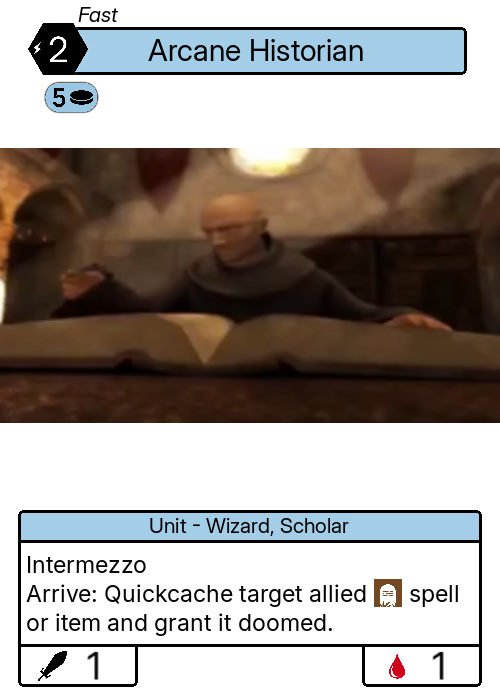 Fast
2 Arcane Historian
5
Unit - Wizard, Scholar
Intermezzo
Arrive: Quickcache target allied spell
or item and grant it doomed.
1 1